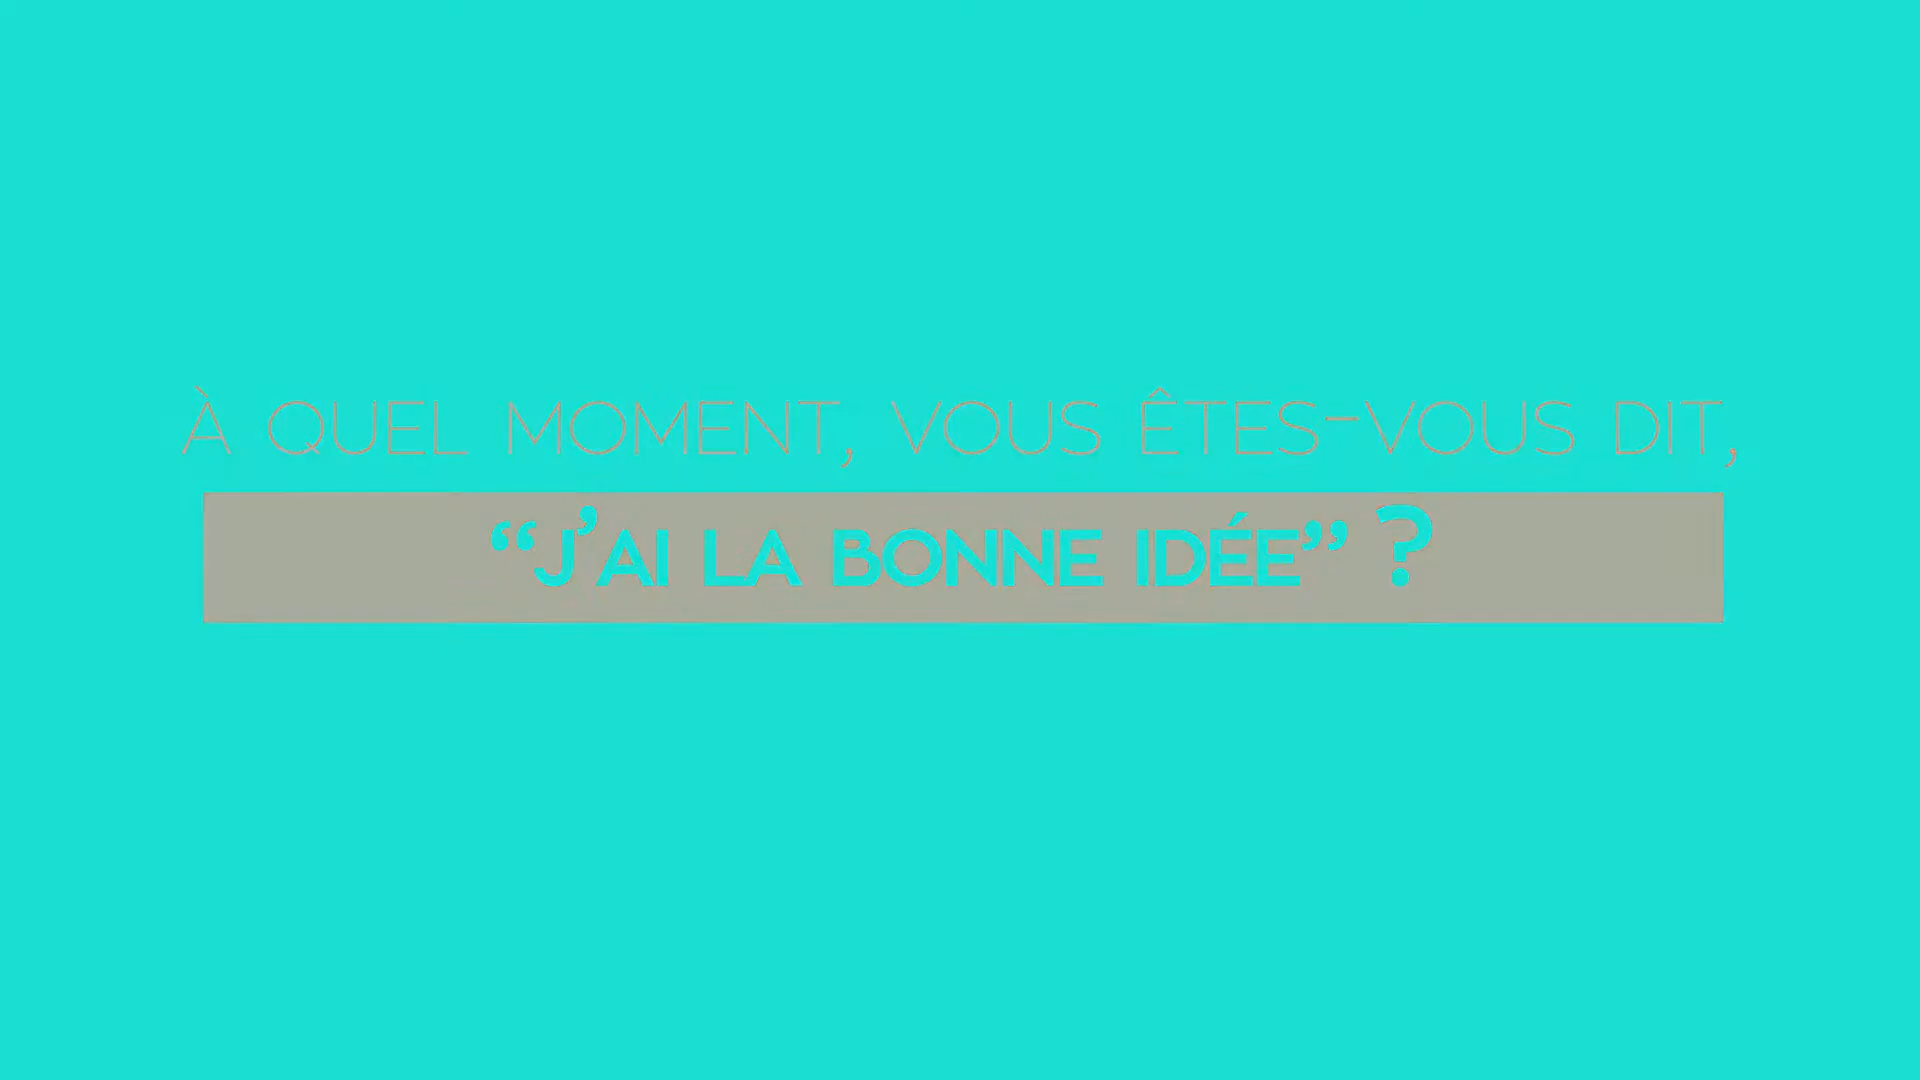 À QUEL MOMENT, VOUS ÊTES-VOUS DIT,
“J’AI LA BONNE IDÉE” ?